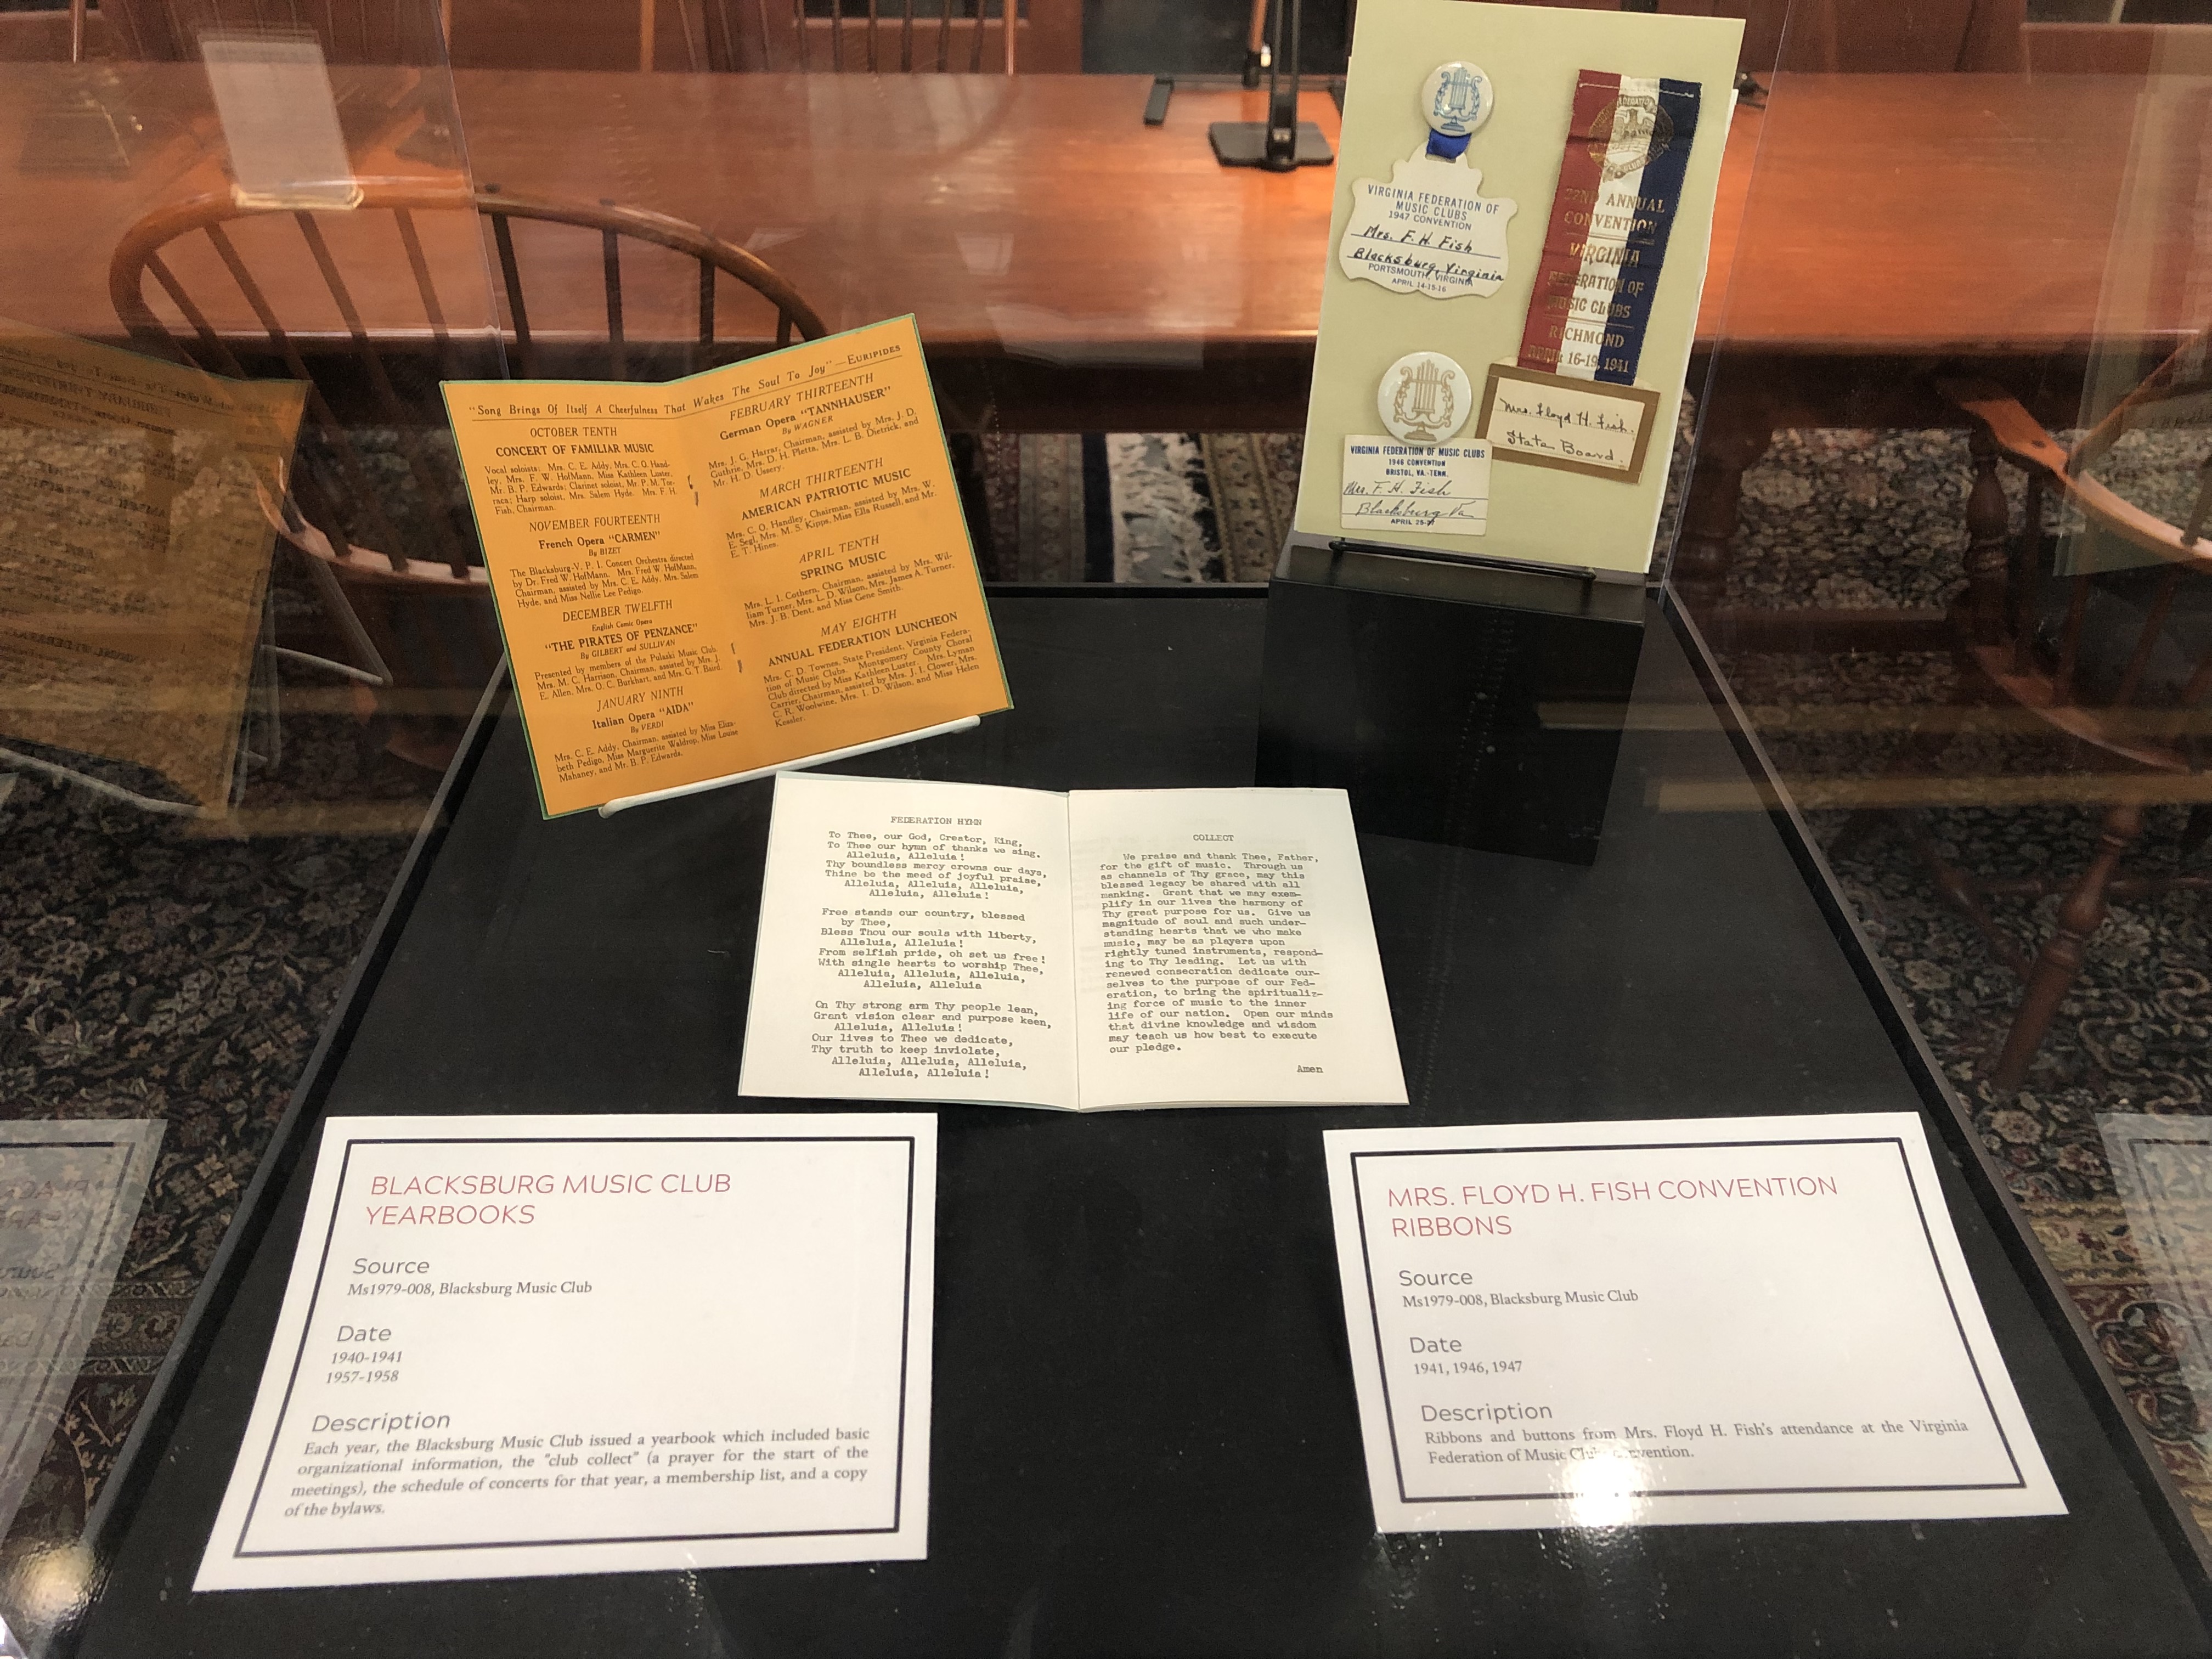 "Song Brings Of Itself A Cheerfulness That Wakes The Soul To Joy" — EURIPIDES
OCTOBER TENTH
CONCERT OF FAMILIAR MUSIC
Vocal soloists: Mrs. C. E. Addy, Mrs. C. O. Hand-
ley, Mrs. F. W. HofMann, Miss Kathleen Luster,
Mr. B. P. Edwards; Clarinet soloist, Mr. P. M. Tor-
raca; Harp soloist, Mrs. Salem Hyde. Mrs. F. H.
Fish, Chairman.
NOVEMBER FOURTEENTH
French Opera "CARMEN"
By BIZET
The Blacksburg-V. P. I. Concert Orchestra directed
by Dr. Fred W. HofMann. Mrs. Fred W. HofMann,
Chairman, assisted by Mrs. C. E. Addy, Mrs. Salem
Hyde, and Miss Nellie Lee Pedigo.
DECEMBER TWELFTH
English Comic Opera
"THE PIRATES OF PENZANCE"
By GILBERT and SULLIVAN
Presented by members of the Pulaski Music Club.
Mrs. M. C. Harrison, Chairman, assisted by Mrs. J.
E. Allen, Mrs. O. C. Burkhart, and Mrs. G. T. Baird.
JANUARY NINTH
Italian Opera "AIDA"
By VERDI
Mrs. C. E. Addy, Chairman, assisted by Miss Eliza-
beth Pedigo, Miss Marguerite Waldrop, Miss Louise
Mahaney, and Mr. B. P. Edwards.
FEBRUARY THIRTEENTH
German Opera "TANNHAUSER"
By WAGNER
Mrs. J. G. Harrar, Chairman, assisted by Mrs. J. D.
Guthrie, Mrs. D. H. Pletta, Mrs. L. B. Dietrick, and
Mr. H. D. Ussery.
MARCH THIRTEENTH
AMERICAN PATRIOTIC MUSIC
Mrs. C. O. Handley, Chairman, assisted by Mrs. W.
E. Segl, Mrs. M. S. Kipps, Miss Ella Russell, and Mr.
E. T. Hines.
APRIL TENTH
SPRING MUSIC
Mrs. L. I. Cothern, Chairman, assisted by Mrs. Wil-
liam Turner, Mrs. L. D. Wilson, Mrs. James A. Turner,
Mrs. J. B. Dent, and Miss Gene Smith.
MAY EIGHTH
ANNUAL FEDERATION LUNCHEON
Mrs. C. D. Townes, State President, Virginia Federa-
tion of Music Clubs. Montgomery County Choral
Club directed by Miss Kathleen Luster. Mrs. Lyman
Carrier, Chairman, assisted by Mrs. J. I. Clower, Mrs.
C. R. Woolwine, Mrs. I. D. Wilson, and Miss Helen
Kessler.
VIRGINIA FEDERATION OF
MUSIC CLUBS
1947 CONVENTION
Mrs. F. H. Fish
Blacksburg, Virginia
PORTSMOUTH, VIRGINIA
APRIL 14-15-16
22ND ANNUAL
CONVENTION
VIRGINIA
FEDERATION OF
MUSIC CLUBS
RICHMOND
APRIL 16-19, 1941
Mrs. Floyd H. Fish.
State Board.
VIRGINIA FEDERATION OF MUSIC CLUBS
1946 CONVENTION
BRISTOL, VA.-TENN.
Mrs. F. H. Fish
Blacksburg Va
APRIL 25-27
FEDERATION HYMN
To Thee, our God, Creator, King,
To Thee our hymn of thanks we sing.
Alleluia, Alleluia!
Thy boundless mercy crowns our days,
Thine be the meed of joyful praise,
Alleluia, Alleluia, Alleluia,
Alleluia, Alleluia!
Free stands our country, blessed
by Thee,
Bless Thou our souls with liberty,
Alleluia, Alleluia!
From selfish pride, oh set us free!
With single hearts to worship Thee,
Alleluia, Alleluia, Alleluia,
Alleluia, Alleluia
On Thy strong arm Thy people lean,
Grant vision clear and purpose keen,
Alleluia, Alleluia!
Our lives to Thee we dedicate,
Thy truth to keep inviolate,
Alleluia, Alleluia, Alleluia,
Alleluia, Alleluia!
COLLECT
We praise and thank Thee, Father,
for the gift of music. Through us
as channels of Thy grace, may this
blessed legacy be shared with all
manking. Grant that we may exem-
plify in our lives the harmony of
Thy great purpose for us. Give us
magnitude of soul and such under-
standing hearts that we who make
music, may be as players upon
rightly tuned instruments, respond-
ing to Thy leading. Let us with
renewed consecration dedicate our-
selves to the purpose of our Fed-
eration, to bring the spiritualiz-
ing force of music to the inner
life of our nation. Open our minds
that divine knowledge and wisdom
may teach us how best to execute
our pledge.
Amen
BLACKSBURG MUSIC CLUB
YEARBOOKS
Source
Ms1979-008, Blacksburg Music Club
Date
1940-1941
1957-1958
Description
Each year, the Blacksburg Music Club issued a yearbook which included basic
organizational information, the "club collect" (a prayer for the start of the
meetings), the schedule of concerts for that year, a membership list, and a copy
of the bylaws.
MRS. FLOYD H. FISH CONVENTION
RIBBONS
Source
Ms1979-008, Blacksburg Music Club
Date
1941, 1946, 1947
Description
Ribbons and buttons from Mrs. Floyd H. Fish's attendance at the Virginia
Federation of Music Club convention.